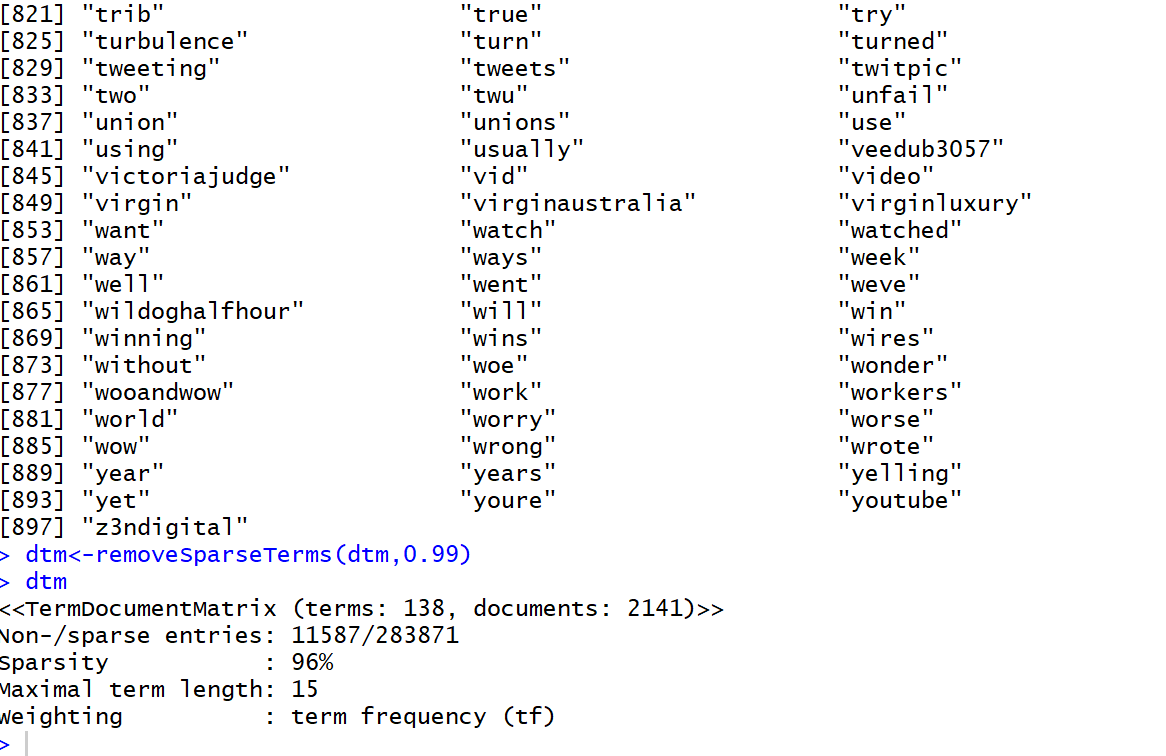 [821] "trib" "true" "try"
[825] "turbulence" "turn" "turned"
[829] "tweeting" "tweets" "twitpic"
[833] "two" "twu" "unfail"
[837] "union" "unions" "use"
[841] "using" "usually" "veedub3057"
[845] "victoriajudge" "vid" "video"
[849] "virgin" "virginaustralia" "virginluxury"
[853] "want" "watch" "watched"
[857] "way" "ways" "week"
[861] "well" "went" "weve"
[865] "wildoghalfhour" "will" "win"
[869] "winning" "wins" "wires"
[873] "without" "woe" "wonder"
[877] "wooandwow" "work" "workers"
[881] "world" "worry" "worse"
[885] "wow" "wrong" "wrote"
[889] "year" "years" "yelling"
[893] "yet" "youre" "youtube"
[897] "z3ndigital"
> dtm<-removeSparseTerms(dtm,0.99)
> dtm
<<TermDocumentMatrix (terms: 138, documents: 2141)>>
Non-/sparse entries: 11587/283871
Sparsity : 96%
Maximal term length: 15
Weighting : term frequency (tf)
>